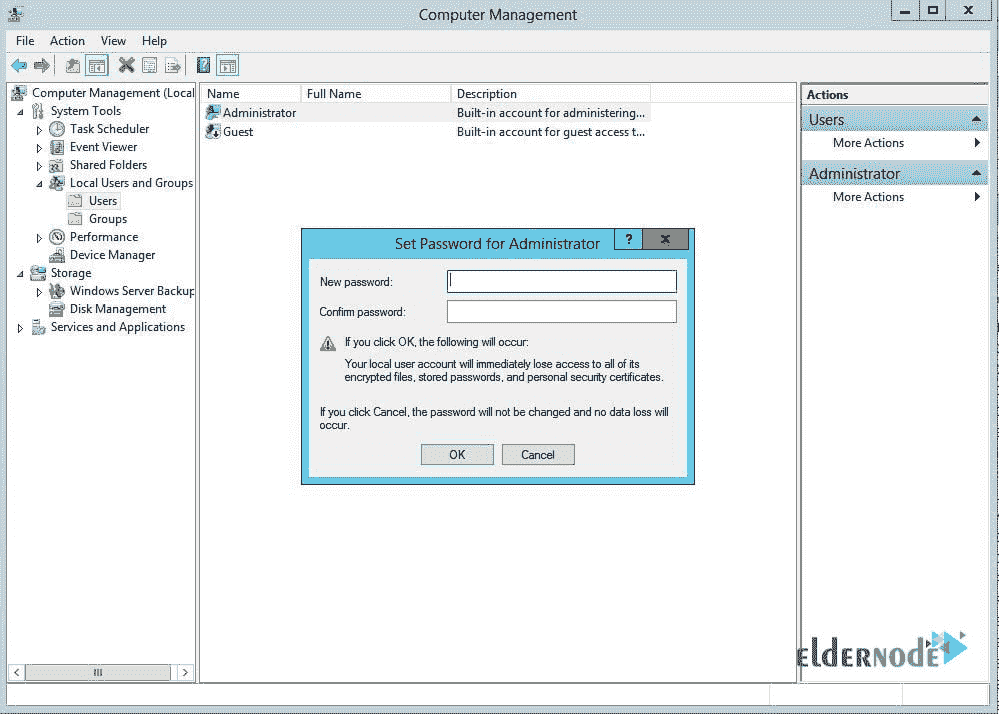 Computer Management
File Action View Help
Computer Management (Local
System Tools
Task Scheduler
Event Viewer
Shared Folders
Local Users and Groups
Users
Groups
Performance
Device Manager
Storage
Windows Server Backup
Disk Management
Services and Applications
Name Full Name Description
Administrator Built-in account for administering...
Guest Built-in account for guest access t...
Set Password for Administrator ? x
New password:
Confirm password:
If you click OK, the following will occur:
Your local user account will immediately lose access to all of its
encrypted files, stored passwords, and personal security certificates.
If you click Cancel, the password will not be changed and no data loss will
occur.
OK Cancel
Actions
Users
More Actions
Administrator
More Actions
eldernode